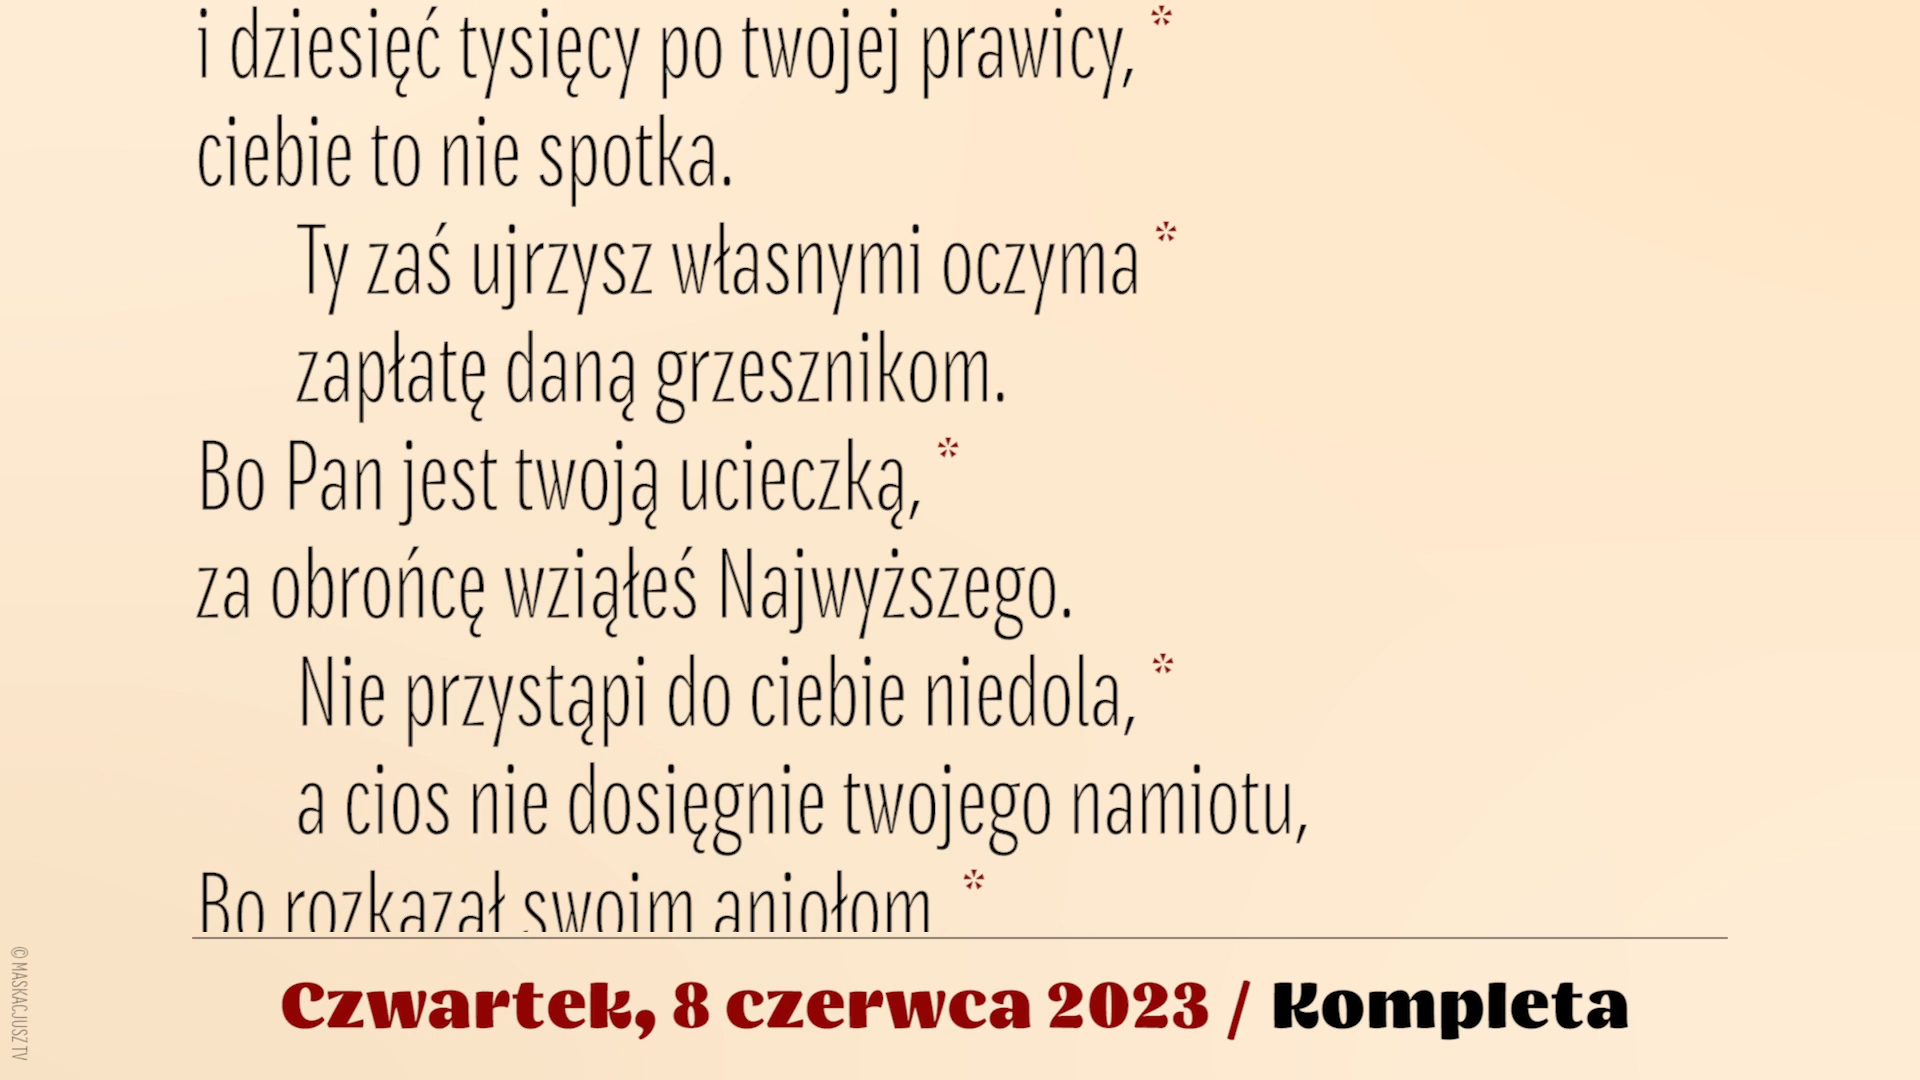 i dziesięć tysięcy po twojej prawicy, *
ciebie to nie spotka.
Ty zaś ujrzysz własnymi oczyma *
zapłatę daną grzesznikom.
Bo Pan jest twoją ucieczką, *
za obrońcę wziąłeś Najwyższego.
Nie przystąpi do ciebie niedola, *
a cios nie dosięgnie twojego namiotu,
Bo rozkazał swoim aniołom *
Czwartek, 8 czerwca 2023 / Kompleta
© MASKACJUSZ TV